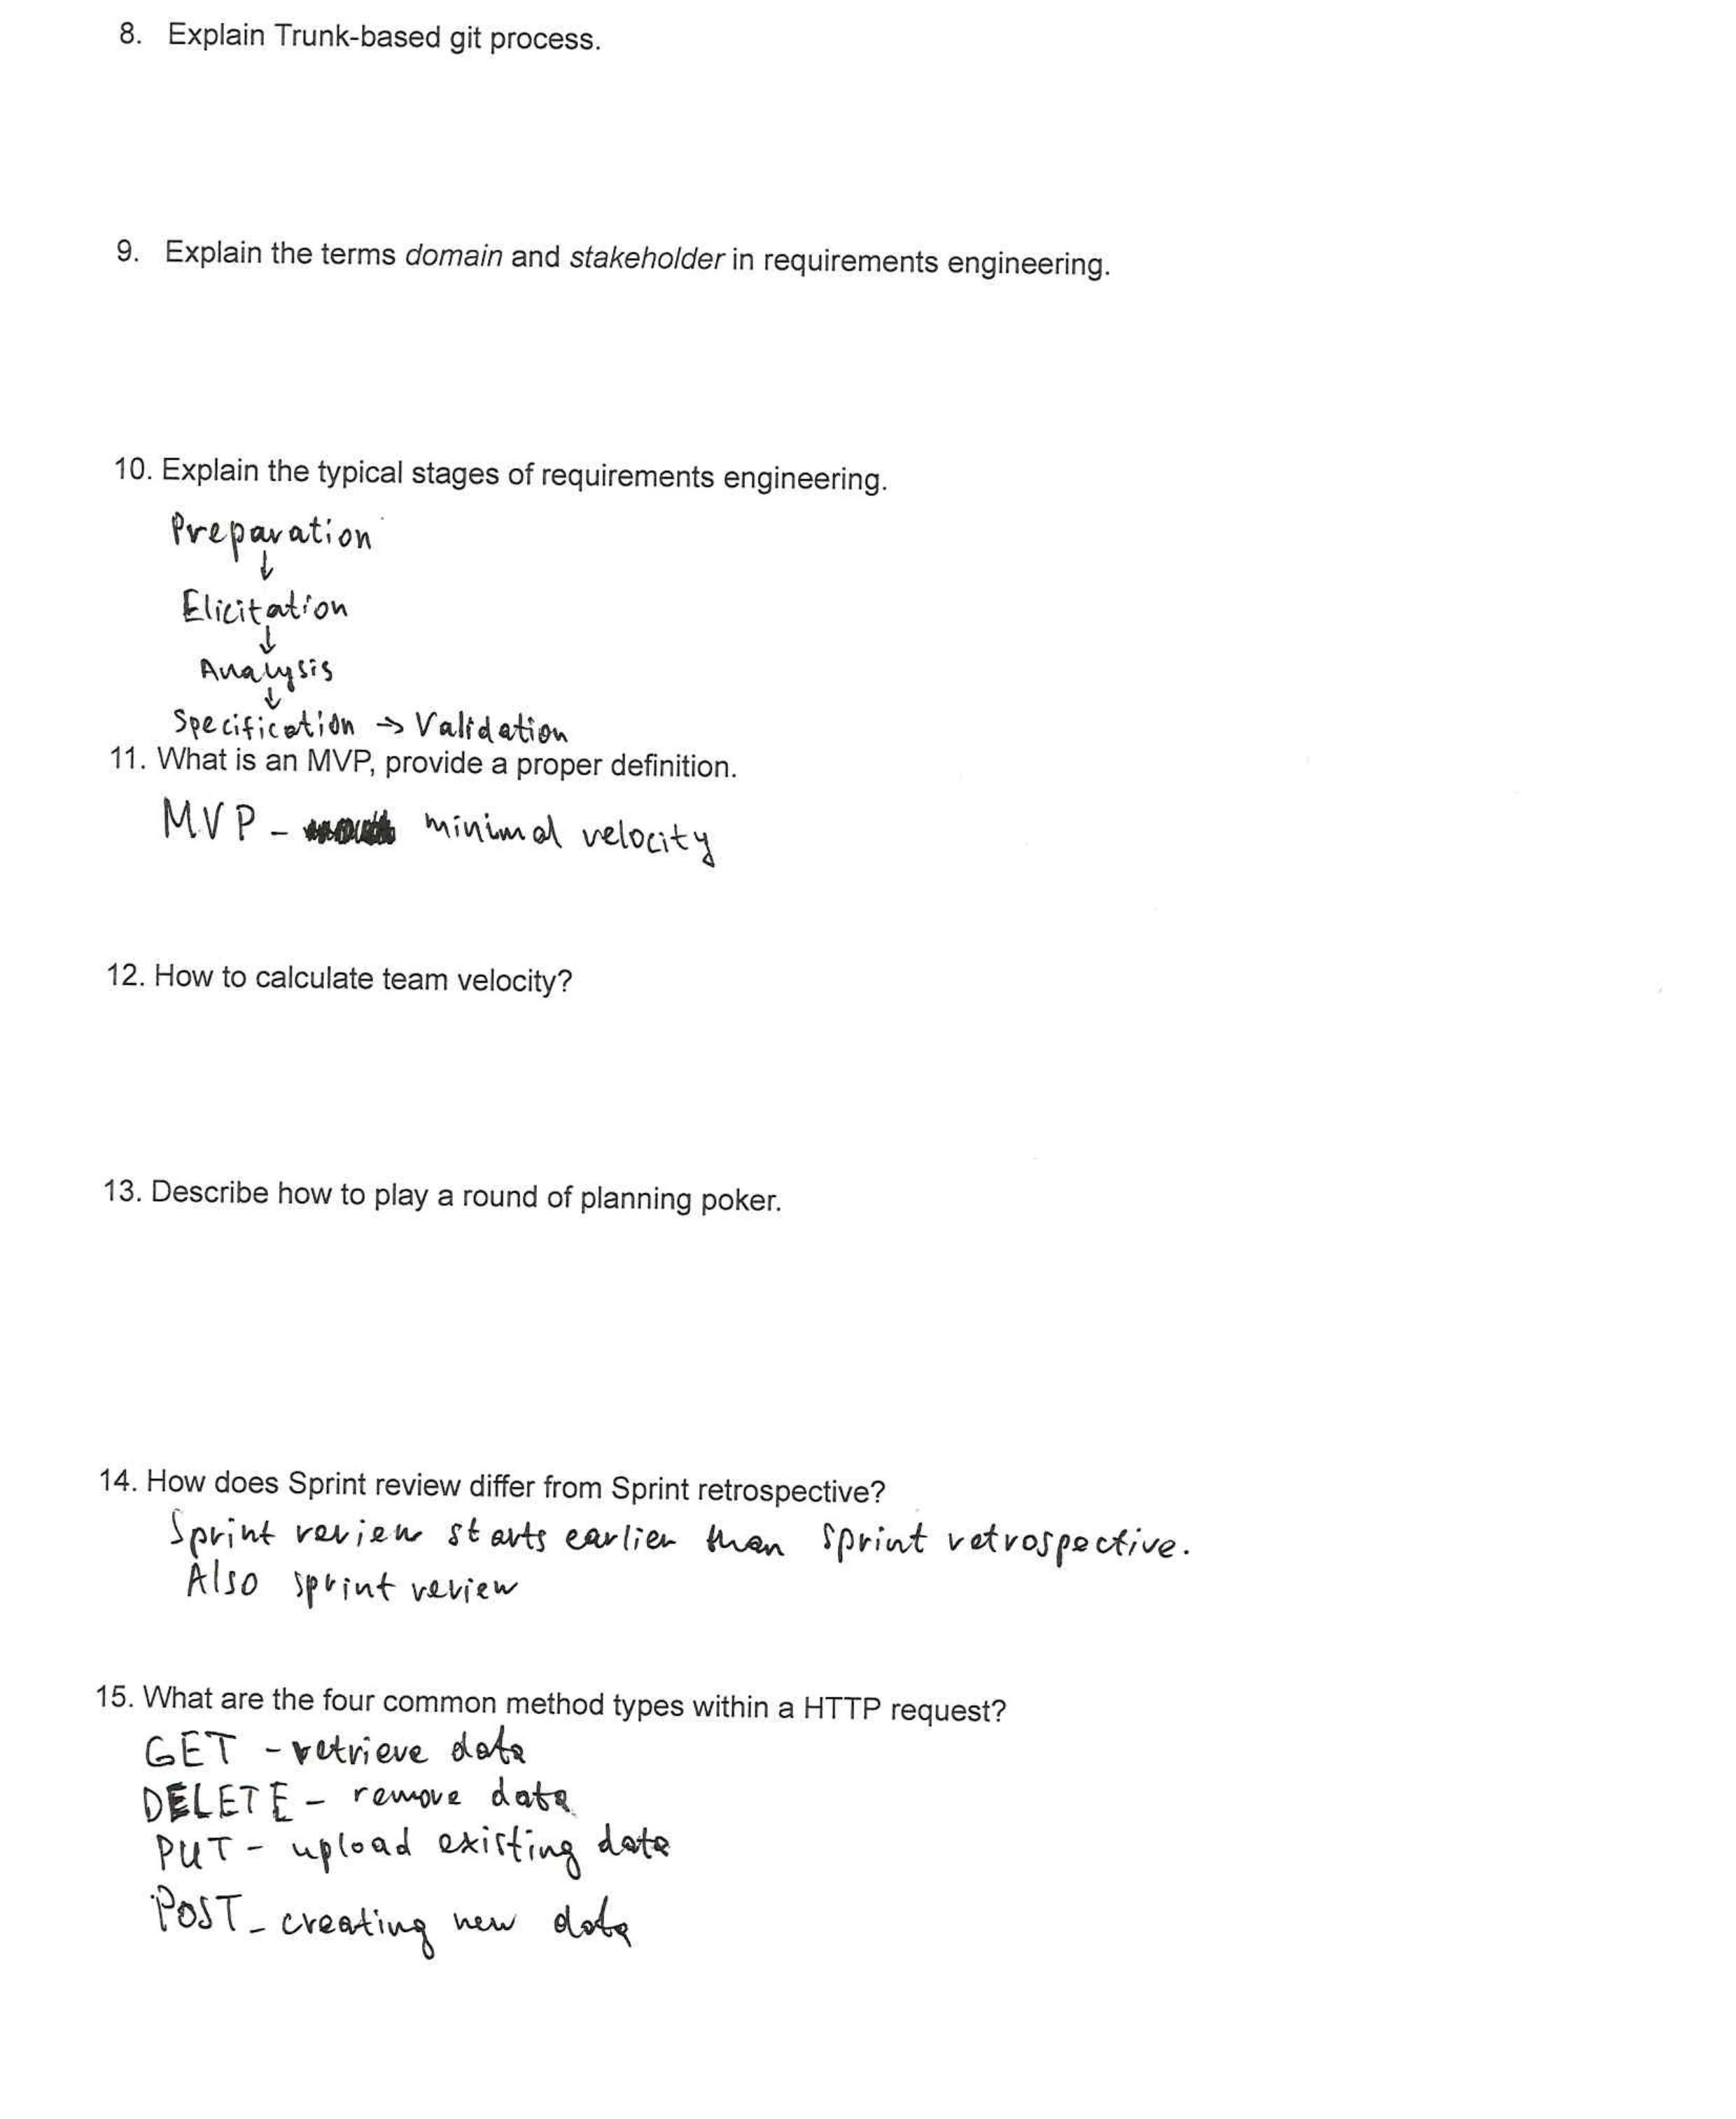 8. Explain Trunk-based git process.
9. Explain the terms domain and stakeholder in requirements engineering.
10. Explain the typical stages of requirements engineering.
Preparation
↓
Elicitation
↓
Analysis
↓
Specification → Validation
11. What is an MVP, provide a proper definition.
MVP - minimal velocity
12. How to calculate team velocity?
13. Describe how to play a round of planning poker.
14. How does Sprint review differ from Sprint retrospective?
Sprint review starts earlier than sprint retrospective.
Also sprint review
15. What are the four common method types within a HTTP request?
GET - retrieve data
DELETE - remove data
PUT - upload existing data
POST - creating new data